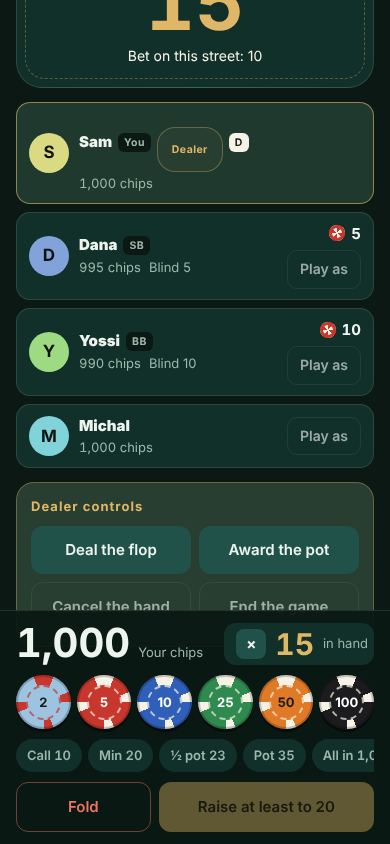 15
Bet on this street: 10
S Sam You Dealer D
1,000 chips
5
D Dana SB
995 chips Blind 5 Play as
10
Y Yossi BB
990 chips Blind 10 Play as
M Michal Play as
1,000 chips
Dealer controls
Deal the flop Award the pot
Cancel the hand End the game
1,000 Your chips × 15 in hand
2 5 10 25 50 100
Call 10 Min 20 ½ pot 23 Pot 35 All in 1,0
Fold Raise at least to 20